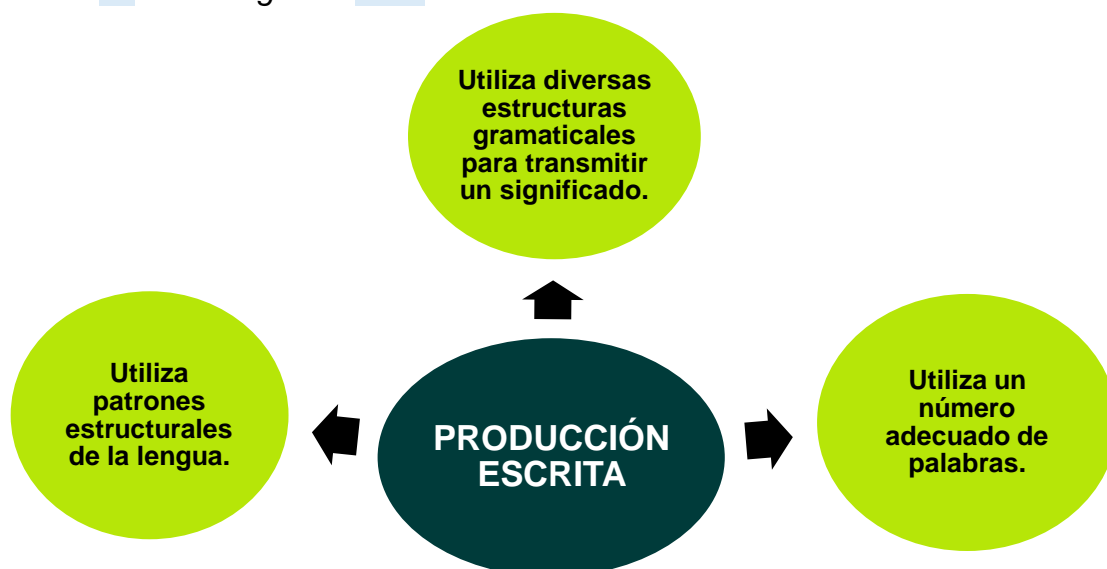 Utiliza diversas
estructuras
gramaticales
para transmitir
un significado.
Utiliza
patrones
estructurales
de la lengua.
PRODUCCIÓN
ESCRITA
Utiliza un
número
adecuado de
palabras.